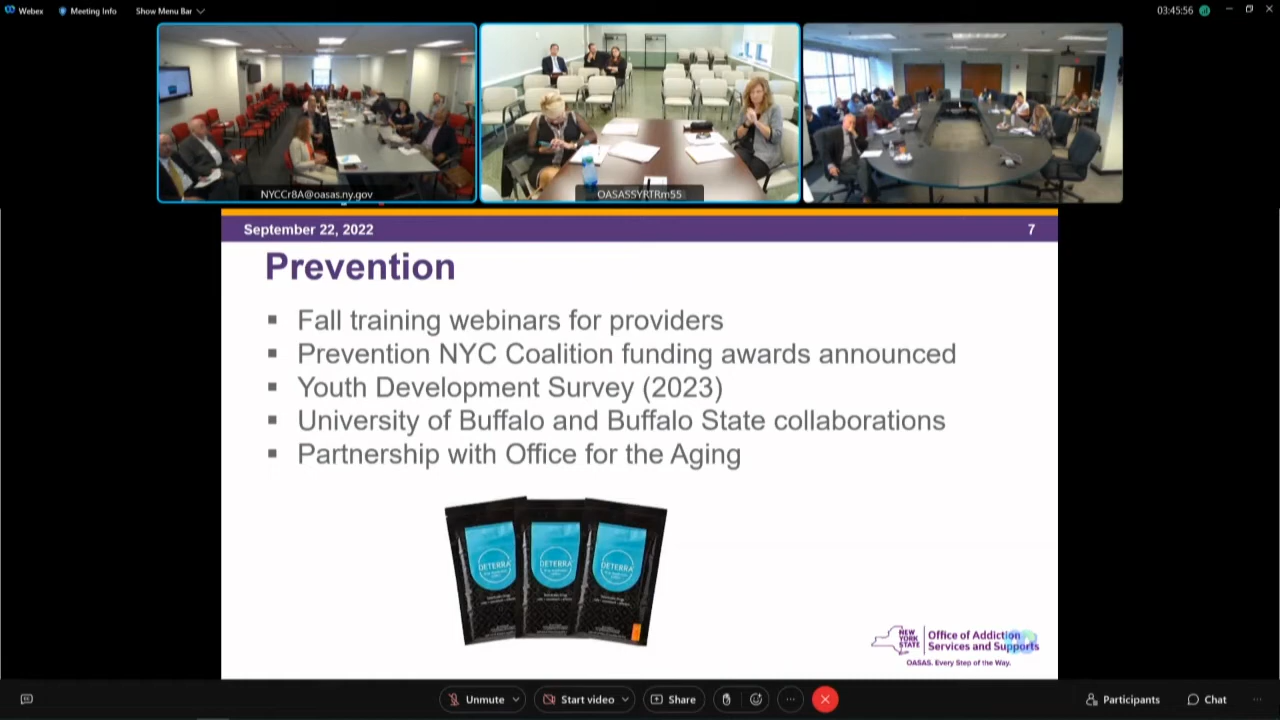 Webex
Meeting Info
Show Menu Bar
03:45:56
NYCCr8A@oasas.ny.gov
OASASSYRTRm55
September 22, 2022
7
Prevention
Fall training webinars for providers
Prevention NYC Coalition funding awards announced
Youth Development Survey (2023)
University of Buffalo and Buffalo State collaborations
Partnership with Office for the Aging
DETERRA
DETERRA
DETERRA
NEW
YORK
STATE
Office of Addiction
Services and Supports
OASAS. Every Step of the Way.
Unmute
Start video
Share
Participants
Chat